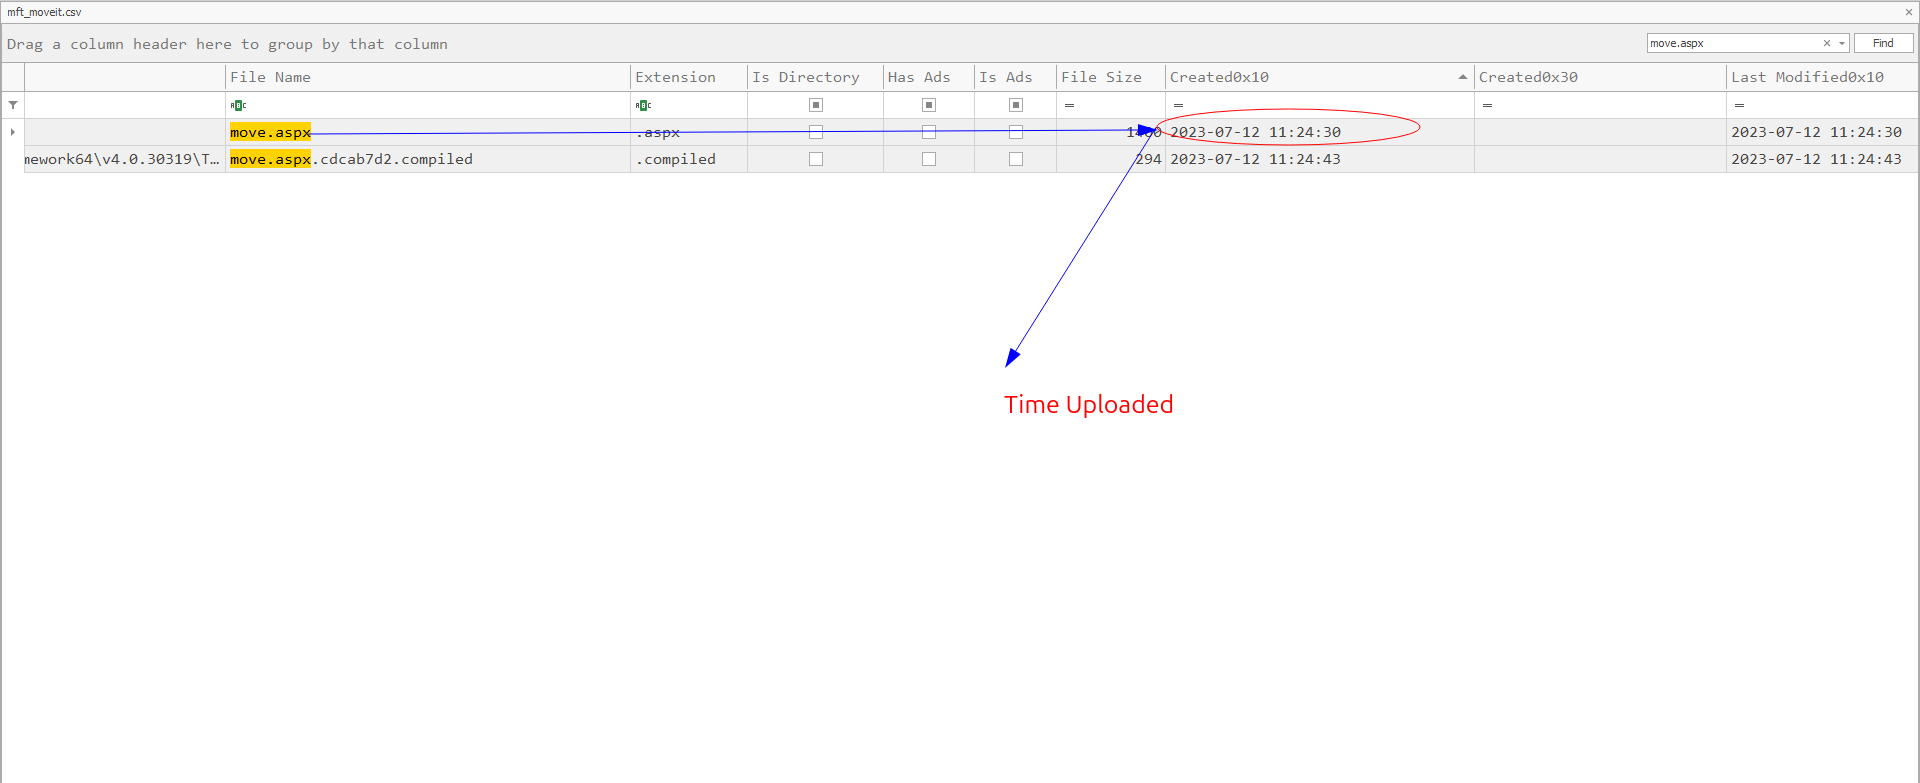 mft_moveit.csv
Drag a column header here to group by that column
move.aspx Find
File Name Extension Is Directory Has Ads Is Ads File Size Created0x10 Created0x30 Last Modified0x10
= = = =
move.aspx .aspx 2023-07-12 11:24:30 2023-07-12 11:24:30
mework64\v4.0.30319\T… move.aspx.cdcab7d2.compiled .compiled 294 2023-07-12 11:24:43 2023-07-12 11:24:43
Time Uploaded